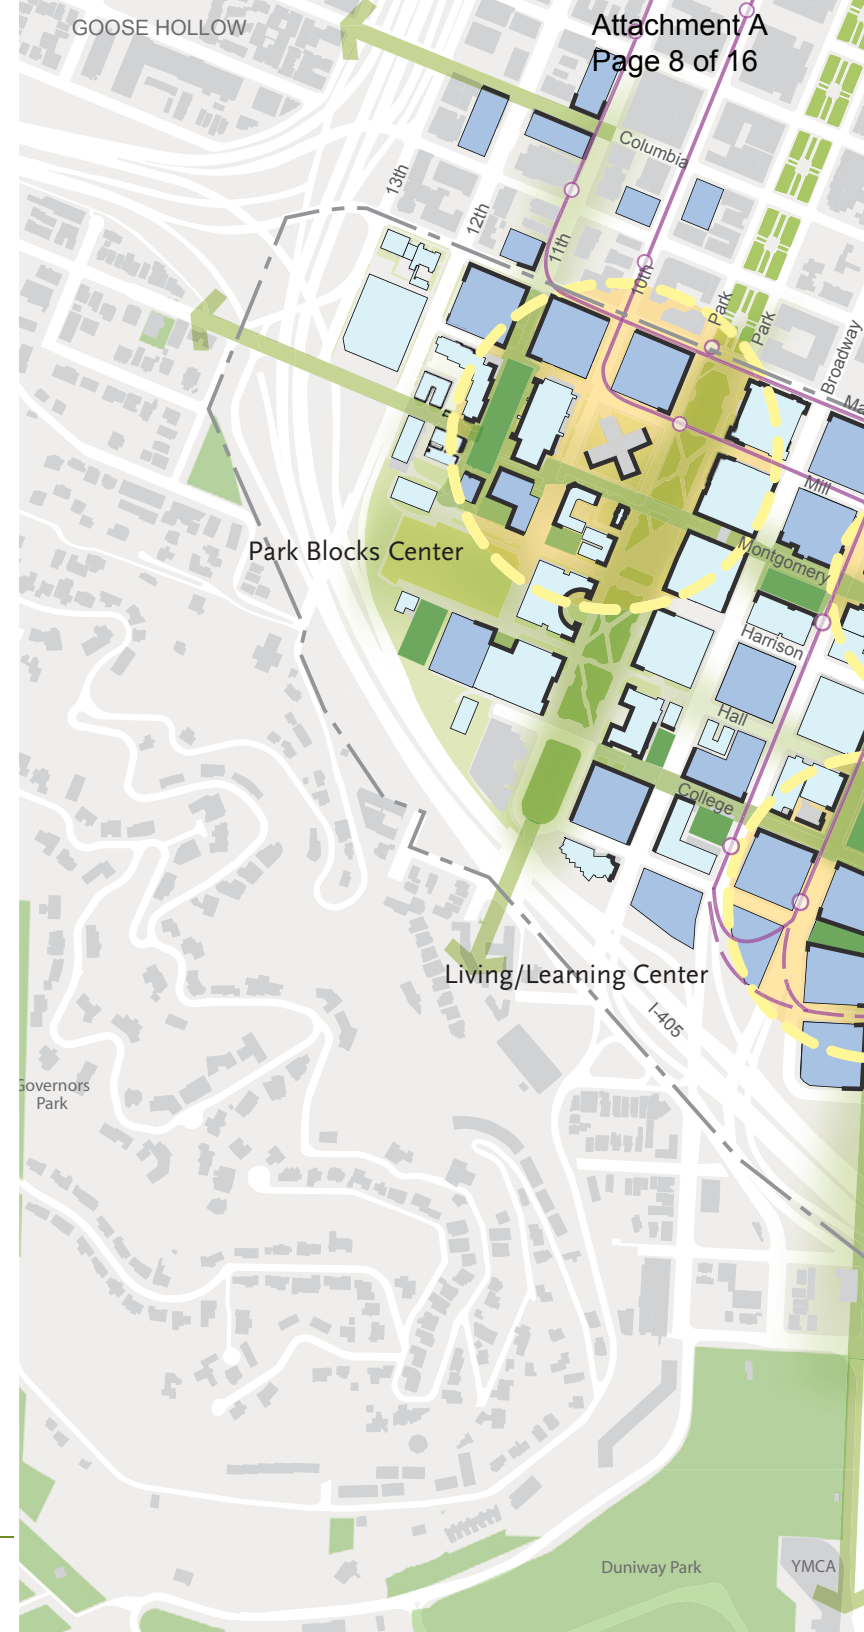 Attachment A
Page 8 of 16
GOOSE HOLLOW
Columbia
13th
12th
11th
10th
Park
Park
Broadway
Mill
Montgomery
Park Blocks Center
Harrison
Hall
College
Living/Learning Center
I-405
Governors
Park
Duniway Park
YMCA